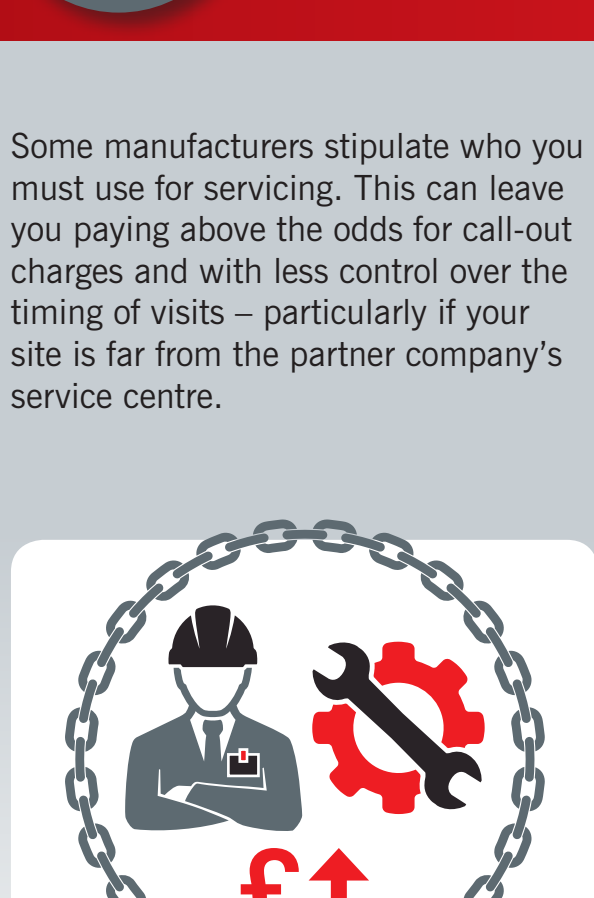 Some manufacturers stipulate who you
must use for servicing. This can leave
you paying above the odds for call-out
charges and with less control over the
timing of visits – particularly if your
site is far from the partner company’s
service centre.
£